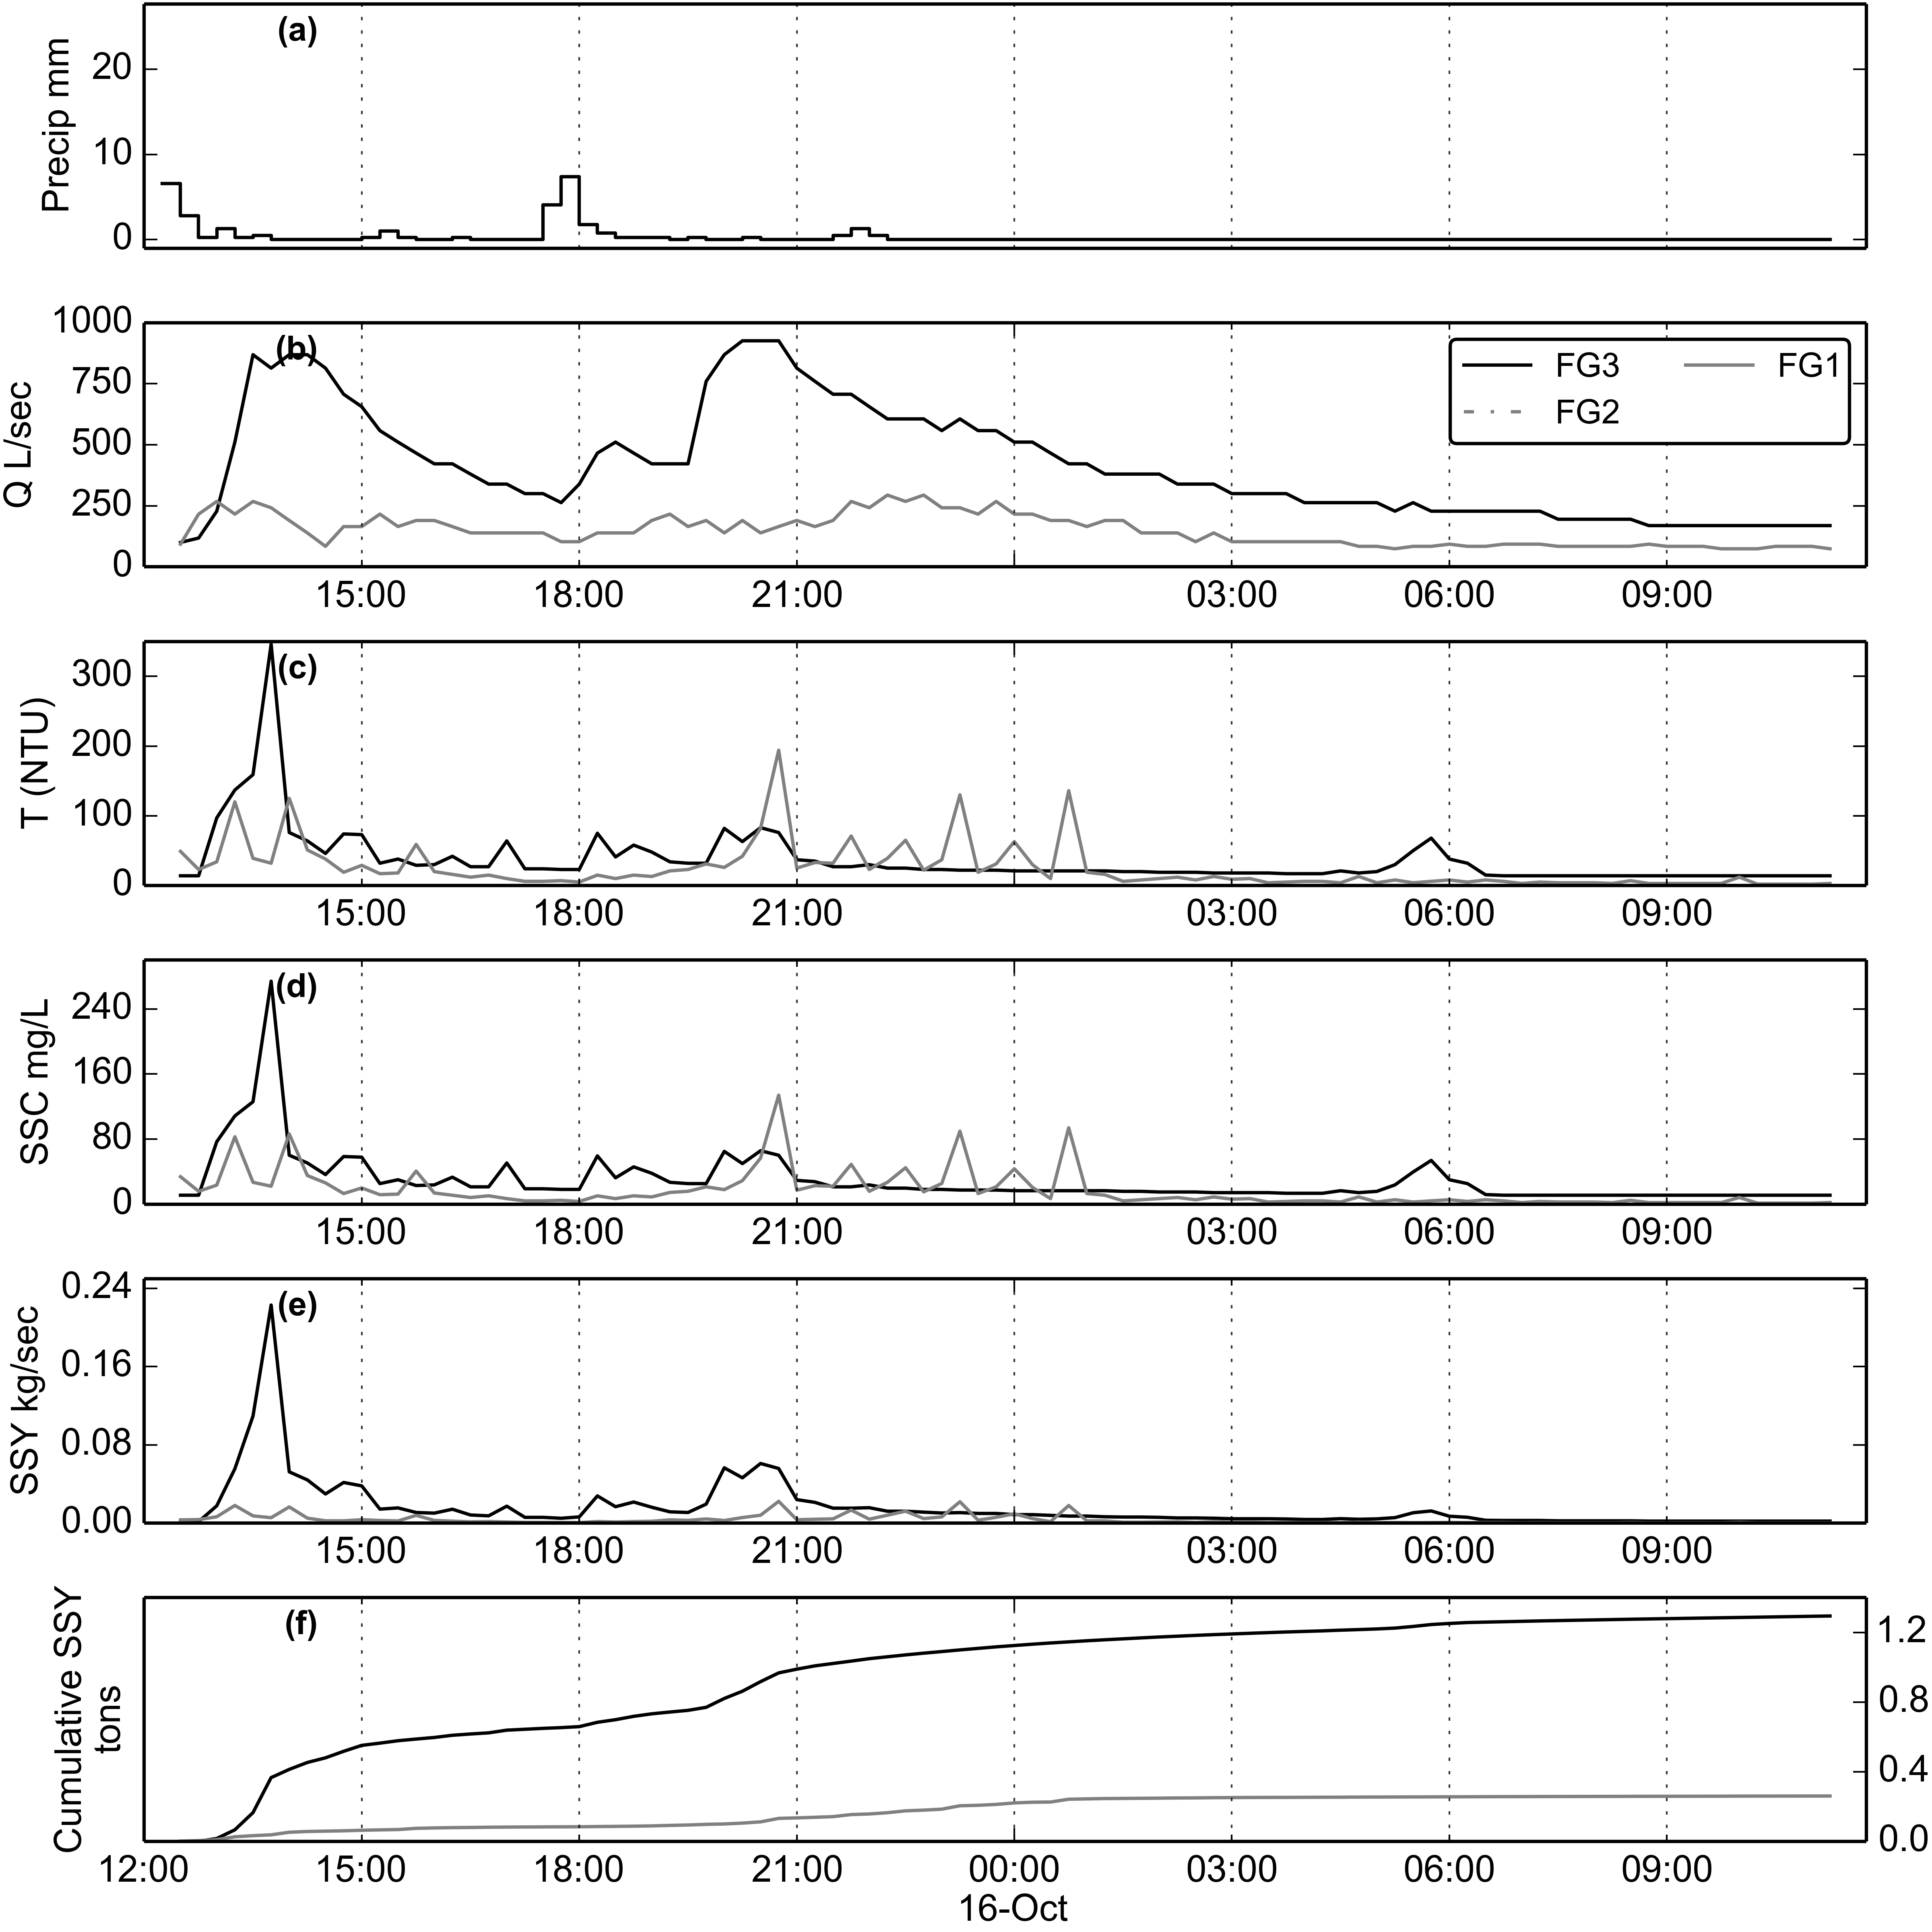 (a)
Precip mm
20
10
0
(b)
Q L/sec
1000
750
500
250
0
FG3 FG1
FG2
15:00 18:00 21:00 03:00 06:00 09:00
(c)
T (NTU)
300
200
100
0
15:00 18:00 21:00 03:00 06:00 09:00
(d)
SSC mg/L
240
160
80
0
15:00 18:00 21:00 03:00 06:00 09:00
(e)
SSY kg/sec
0.24
0.16
0.08
0.00
15:00 18:00 21:00 03:00 06:00 09:00
(f)
Cumulative SSY
tons
1.2
0.8
0.4
0.0
12:00 15:00 18:00 21:00 00:00 03:00 06:00 09:00
16-Oct